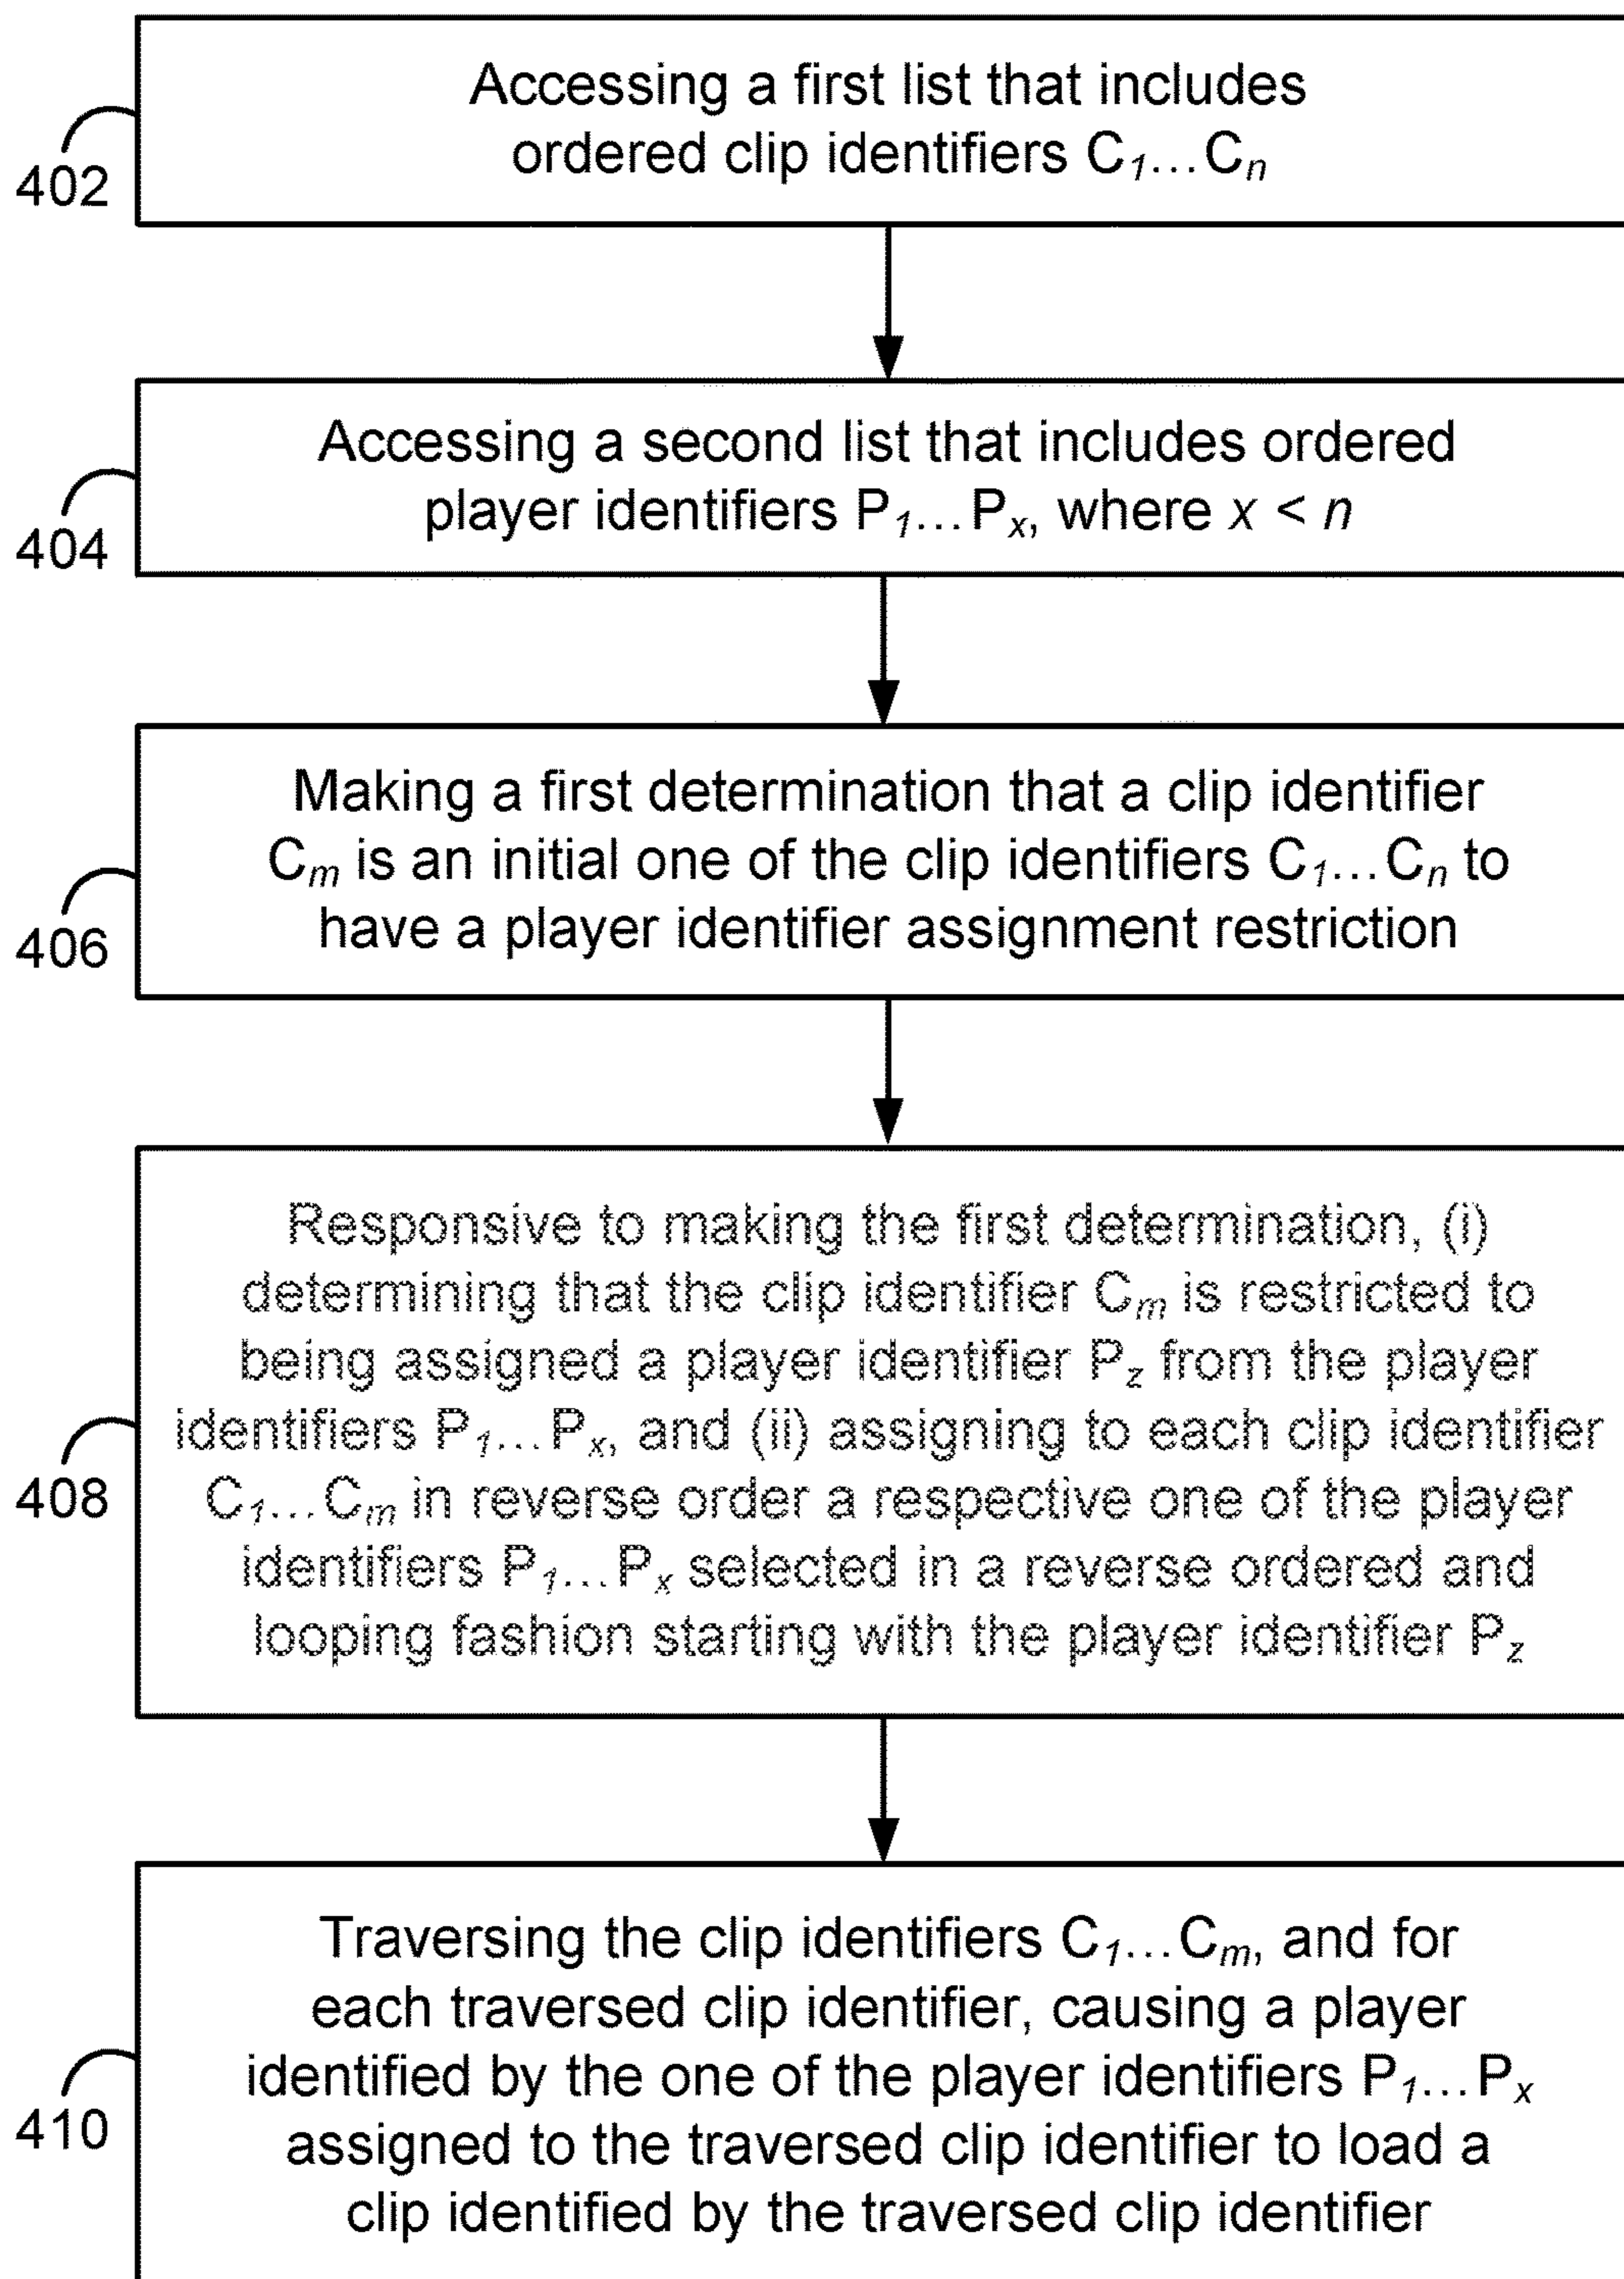 Accessing a first list that includes
ordered clip identifiers C1...Cn
402
Accessing a second list that includes ordered
player identifiers P1...Px, where x < n
404
Making a first determination that a clip identifier
Cm is an initial one of the clip identifiers C1...Cn to
have a player identifier assignment restriction
406
Responsive to making the first determination, (i)
determining that the clip identifier Cm is restricted to
being assigned a player identifier Pz from the player
identifiers P1...Px, and (ii) assigning to each clip identifier
C1...Cm in reverse order a respective one of the player
identifiers P1...Px selected in a reverse ordered and
looping fashion starting with the player identifier Pz
408
Traversing the clip identifiers C1...Cm, and for
each traversed clip identifier, causing a player
identified by the one of the player identifiers P1...Px
assigned to the traversed clip identifier to load a
clip identified by the traversed clip identifier
410